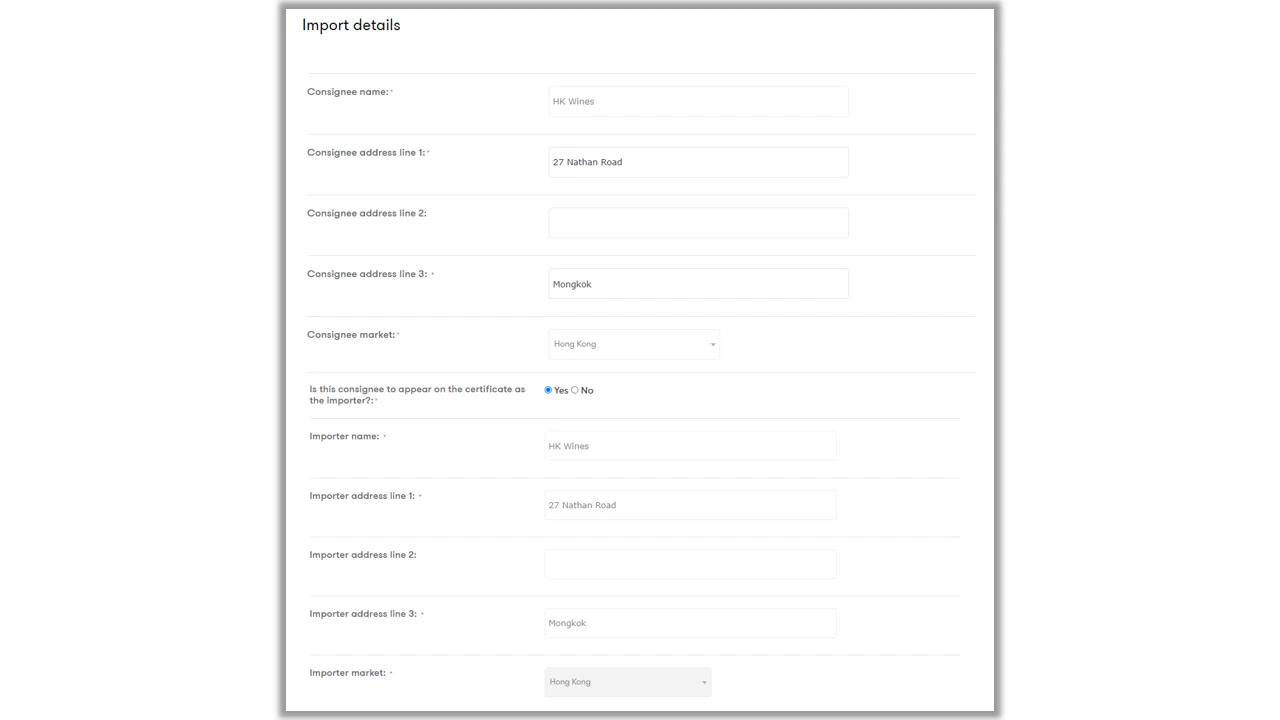 Import details
Consignee name:* HK Wines
Consignee address line 1:* 27 Nathan Road
Consignee address line 2:
Consignee address line 3: * Mongkok
Consignee market:* Hong Kong
Is this consignee to appear on the certificate as
the importer?:* Yes No
Importer name: * HK Wines
Importer address line 1: * 27 Nathan Road
Importer address line 2:
Importer address line 3: * Mongkok
Importer market: * Hong Kong